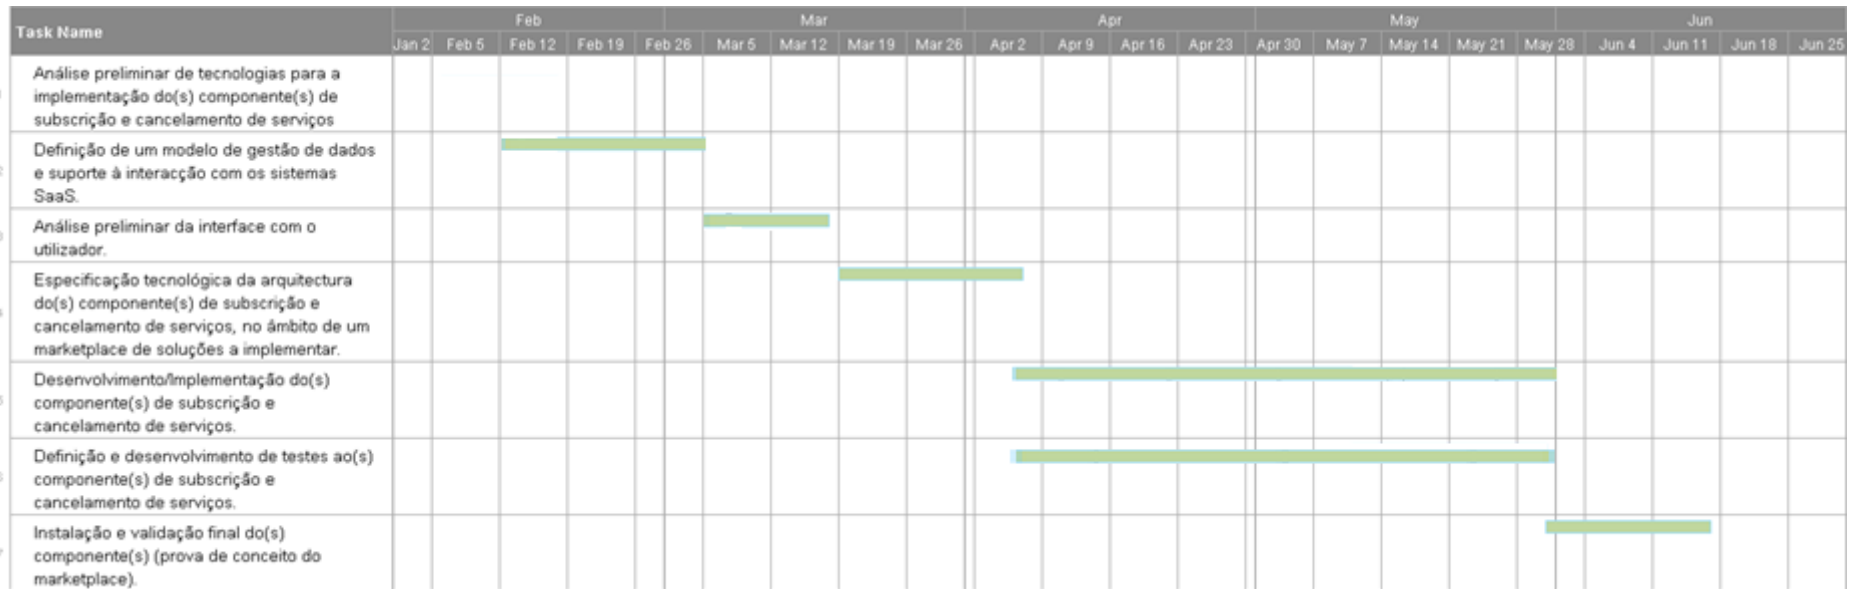 Task Name
Feb Mar Apr May Jun
Jan 2 Feb 5 Feb 12 Feb 19 Feb 26 Mar 5 Mar 12 Mar 19 Mar 26 Apr 2 Apr 9 Apr 16 Apr 23 Apr 30 May 7 May 14 May 21 May 28 Jun 4 Jun 11 Jun 18 Jun 25
Análise preliminar de tecnologias para a
implementação do(s) componente(s) de
subscrição e cancelamento de serviços
Definição de um modelo de gestão de dados
e suporte à interacção com os sistemas
SaaS.
Análise preliminar da interface com o
utilizador.
Especificação tecnológica da arquitectura
do(s) componente(s) de subscrição e
cancelamento de serviços, no âmbito de um
marketplace de soluções a implementar.
Desenvolvimento/Implementação do(s)
componente(s) de subscrição e
cancelamento de serviços.
Definição e desenvolvimento de testes ao(s)
componente(s) de subscrição e
cancelamento de serviços.
Instalação e validação final do(s)
componente(s) (prova de conceito do
marketplace).